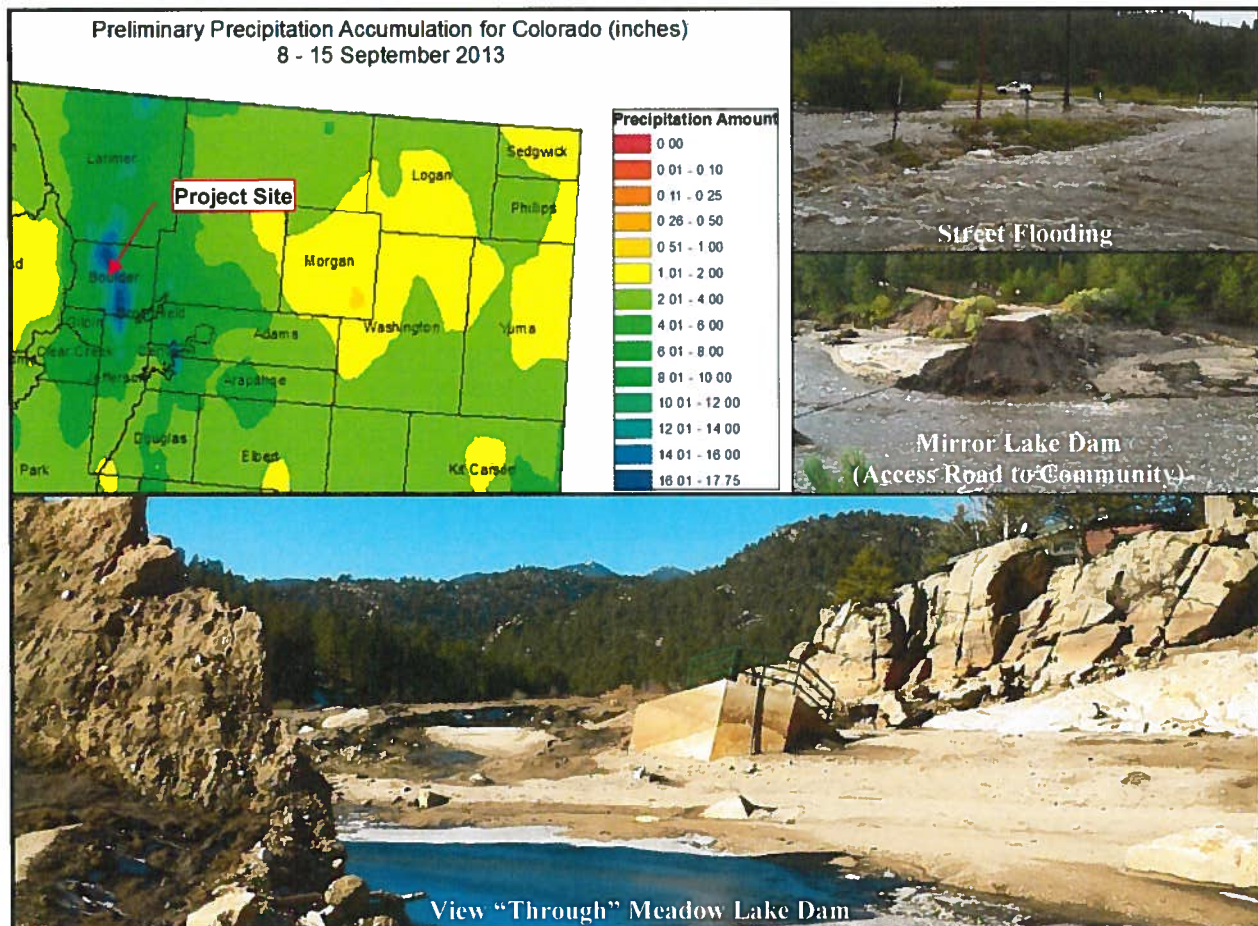 Preliminary Precipitation Accumulation for Colorado (inches)
8 - 15 September 2013
Larimer
Project Site
Boulder
Gilpin
Clear Creek
Park
Douglas
Elbert
Arapahoe
Adams
Morgan
Logan
Sedgwick
Phillips
Washington
Yuma
Kit Carson
Precipitation Amount
0 00
0 01 - 0 10
0 11 - 0 25
0 26 - 0 50
0 51 - 1 00
1 01 - 2 00
2 01 - 4 00
4 01 - 6 00
6 01 - 8 00
8 01 - 10 00
10 01 - 12 00
12 01 - 14 00
14 01 - 16 00
16 01 - 17 75
Street Flooding
Mirror Lake Dam
(Access Road to Community)
View "Through" Meadow Lake Dam